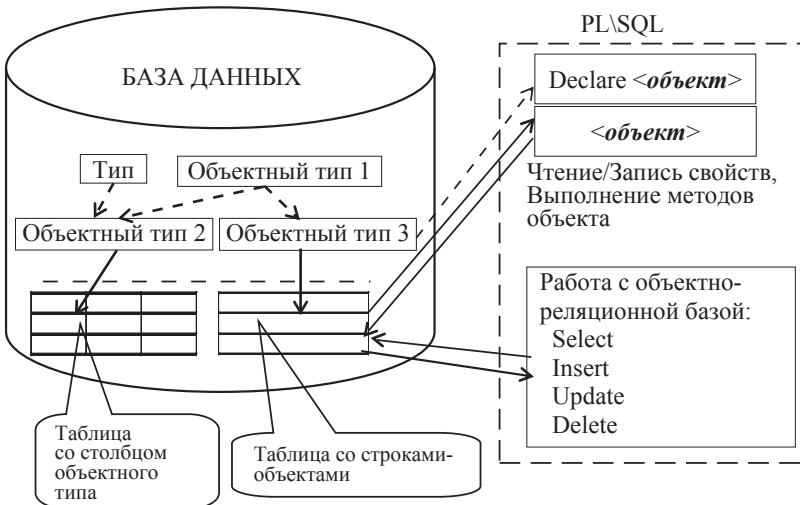 PL\SQL
БАЗА ДАННЫХ
Declare <объект>
<объект>
Тип
Объектный тип 1
Чтение/Запись свойств,
Выполнение методов
объекта
Объектный тип 2
Объектный тип 3
Работа с объектно-
реляционной базой:
Select
Insert
Update
Delete
Таблица
со столбцом
объектного
типа
Таблица со строками-
объектами